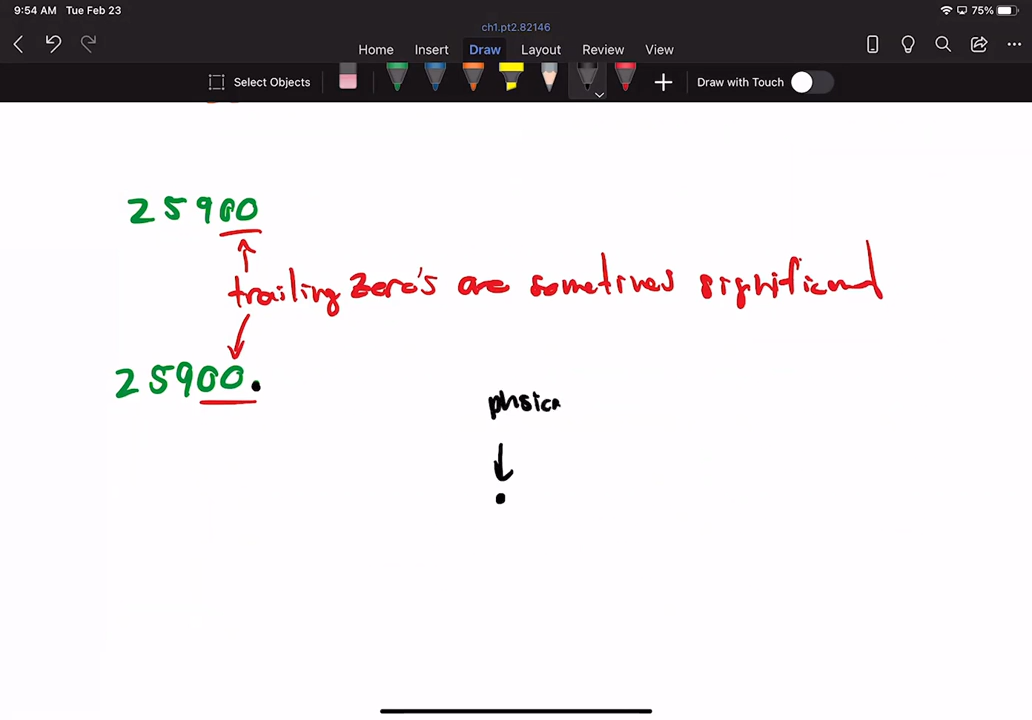 9:54 AM Tue Feb 23
75%
ch1.pt2.82146
Home Insert Draw Layout Review View
Select Objects
Draw with Touch
25900
trailing zero's are sometimes significant
25900.
phsica